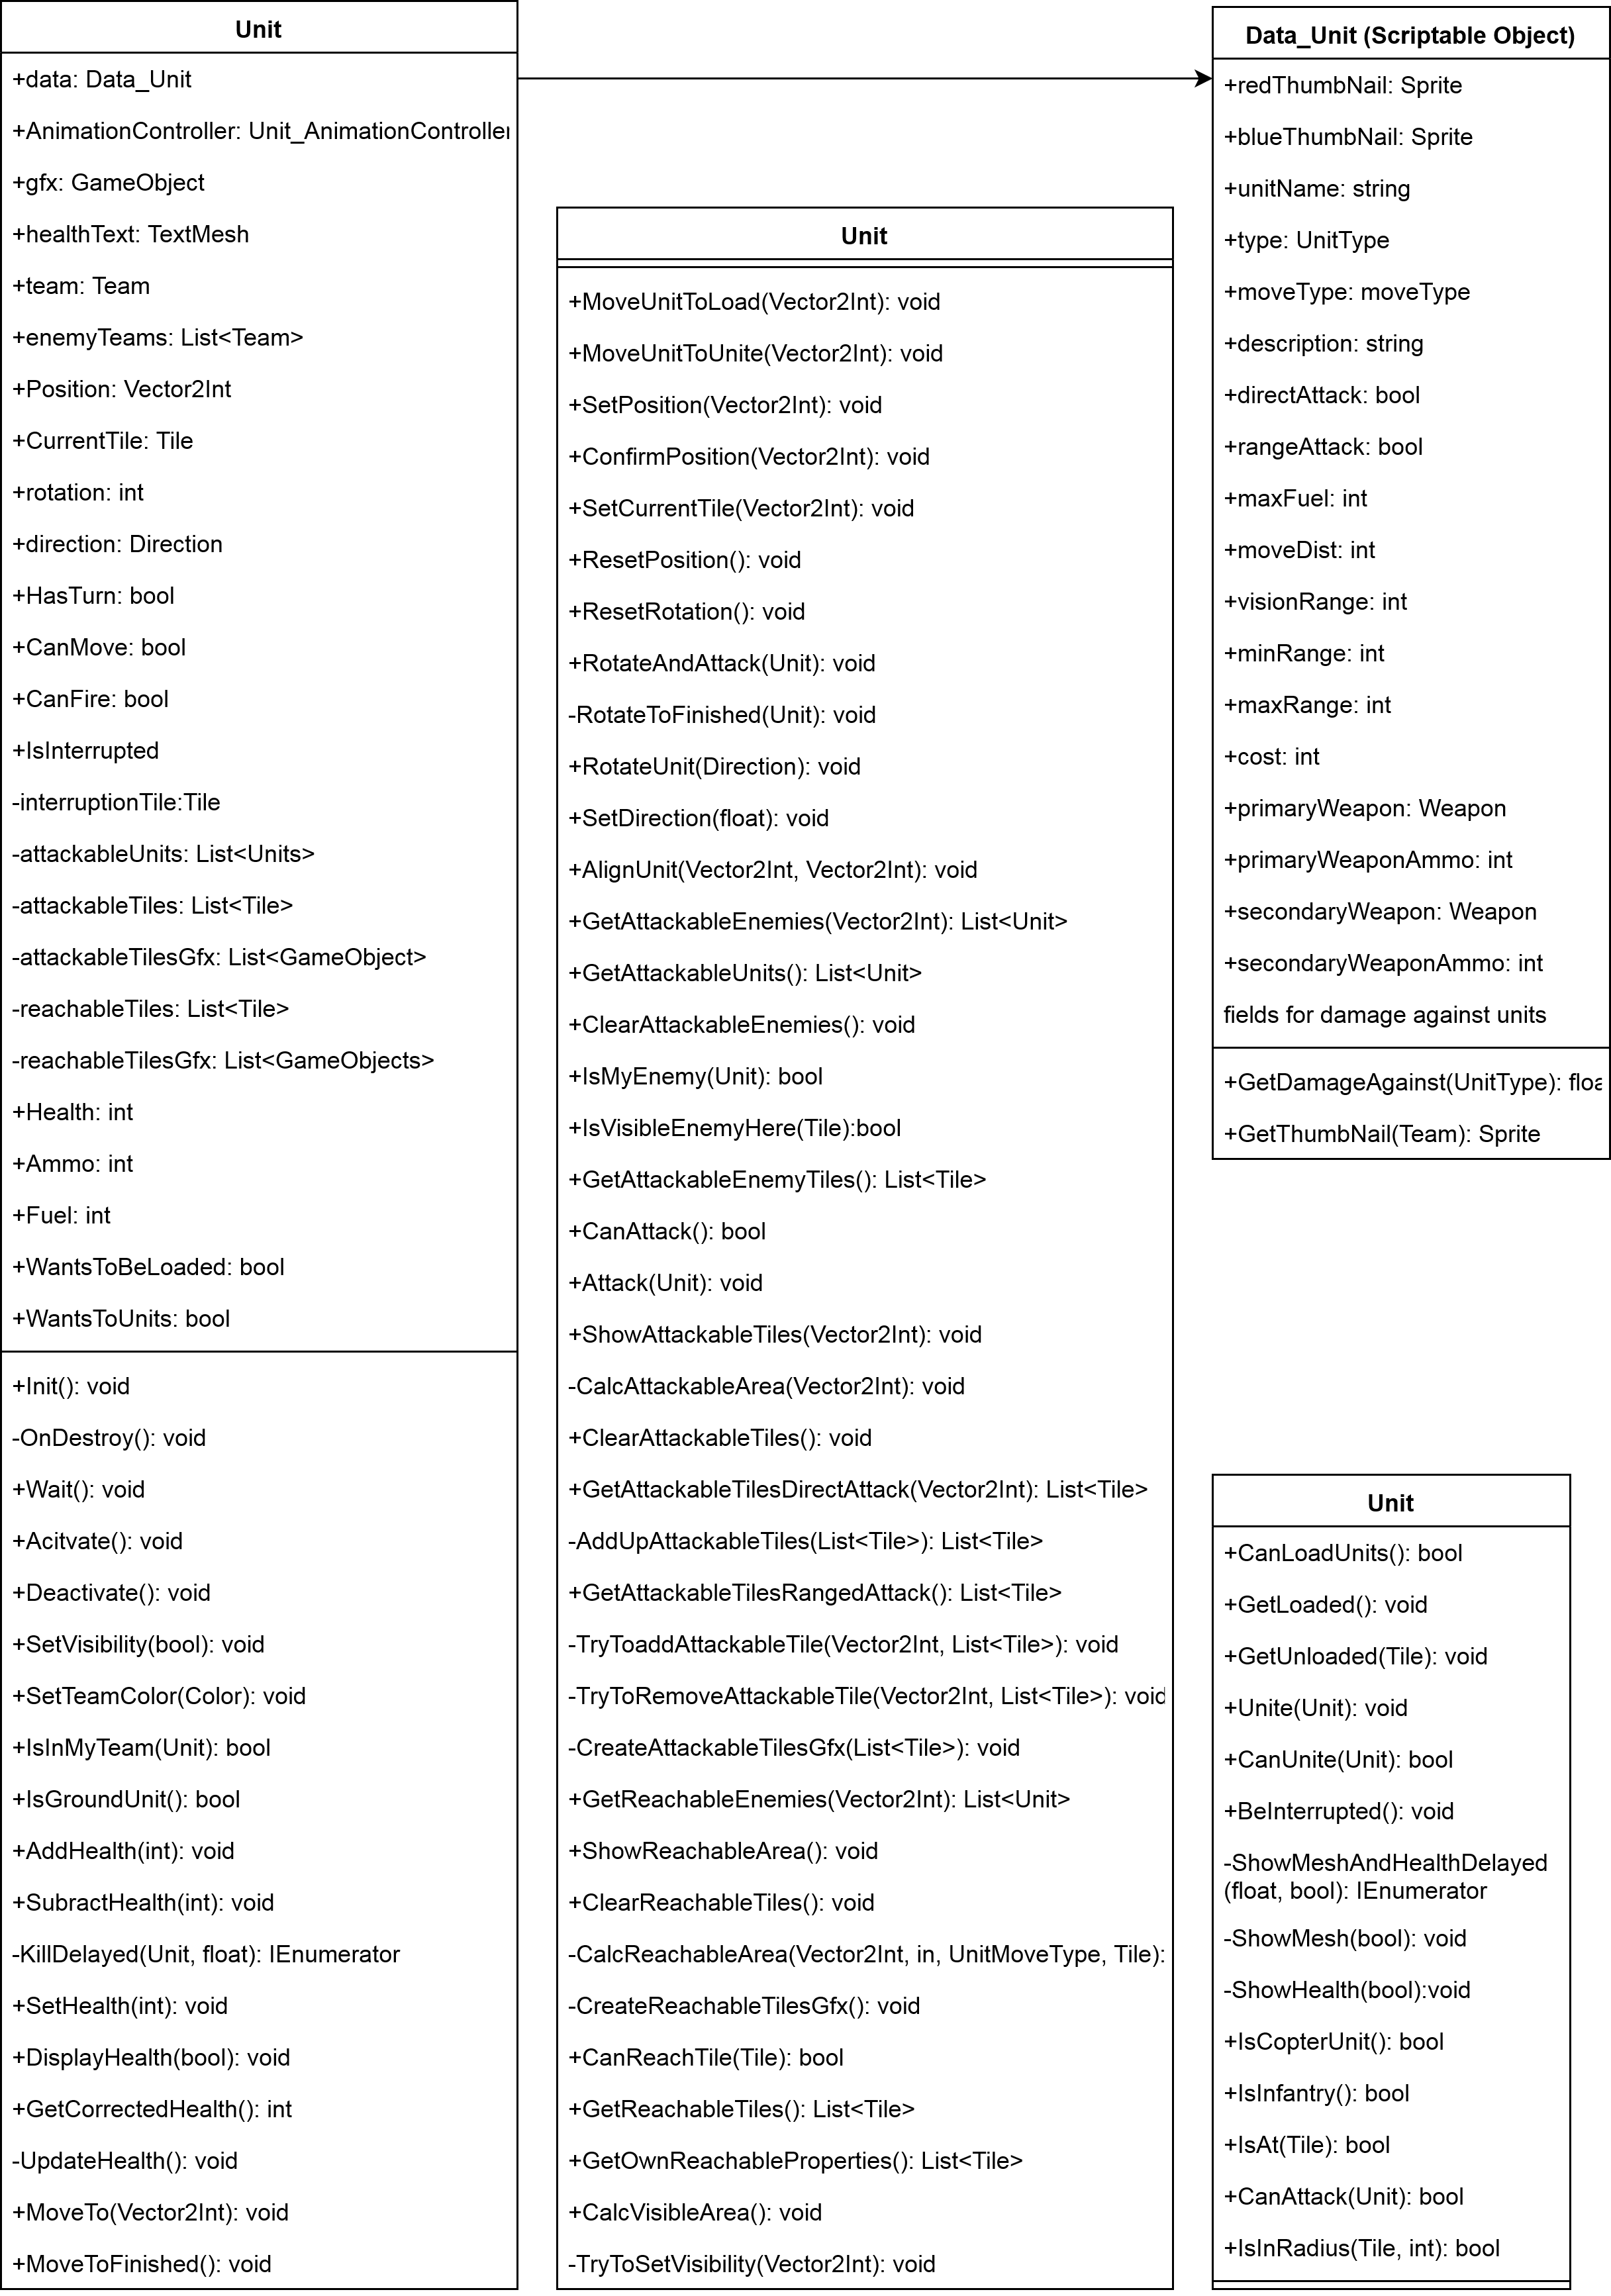 Unit
+data: Data_Unit
+AnimationController: Unit_AnimationController
+gfx: GameObject
+healthText: TextMesh
+team: Team
+enemyTeams: List<Team>
+Position: Vector2Int
+CurrentTile: Tile
+rotation: int
+direction: Direction
+HasTurn: bool
+CanMove: bool
+CanFire: bool
+IsInterrupted
-interruptionTile:Tile
-attackableUnits: List<Units>
-attackableTiles: List<Tile>
-attackableTilesGfx: List<GameObject>
-reachableTiles: List<Tile>
-reachableTilesGfx: List<GameObjects>
+Health: int
+Ammo: int
+Fuel: int
+WantsToBeLoaded: bool
+WantsToUnits: bool
+Init(): void
-OnDestroy(): void
+Wait(): void
+Acitvate(): void
+Deactivate(): void
+SetVisibility(bool): void
+SetTeamColor(Color): void
+IsInMyTeam(Unit): bool
+IsGroundUnit(): bool
+AddHealth(int): void
+SubractHealth(int): void
-KillDelayed(Unit, float): IEnumerator
+SetHealth(int): void
+DisplayHealth(bool): void
+GetCorrectedHealth(): int
-UpdateHealth(): void
+MoveTo(Vector2Int): void
+MoveToFinished(): void
Unit
+MoveUnitToLoad(Vector2Int): void
+MoveUnitToUnite(Vector2Int): void
+SetPosition(Vector2Int): void
+ConfirmPosition(Vector2Int): void
+SetCurrentTile(Vector2Int): void
+ResetPosition(): void
+ResetRotation(): void
+RotateAndAttack(Unit): void
-RotateToFinished(Unit): void
+RotateUnit(Direction): void
+SetDirection(float): void
+AlignUnit(Vector2Int, Vector2Int): void
+GetAttackableEnemies(Vector2Int): List<Unit>
+GetAttackableUnits(): List<Unit>
+ClearAttackableEnemies(): void
+IsMyEnemy(Unit): bool
+IsVisibleEnemyHere(Tile):bool
+GetAttackableEnemyTiles(): List<Tile>
+CanAttack(): bool
+Attack(Unit): void
+ShowAttackableTiles(Vector2Int): void
-CalcAttackableArea(Vector2Int): void
+ClearAttackableTiles(): void
+GetAttackableTilesDirectAttack(Vector2Int): List<Tile>
-AddUpAttackableTiles(List<Tile>): List<Tile>
+GetAttackableTilesRangedAttack(): List<Tile>
-TryToaddAttackableTile(Vector2Int, List<Tile>): void
-TryToRemoveAttackableTile(Vector2Int, List<Tile>): void
-CreateAttackableTilesGfx(List<Tile>): void
+GetReachableEnemies(Vector2Int): List<Unit>
+ShowReachableArea(): void
+ClearReachableTiles(): void
-CalcReachableArea(Vector2Int, in, UnitMoveType, Tile):
-CreateReachableTilesGfx(): void
+CanReachTile(Tile): bool
+GetReachableTiles(): List<Tile>
+GetOwnReachableProperties(): List<Tile>
+CalcVisibleArea(): void
-TryToSetVisibility(Vector2Int): void
Data_Unit (Scriptable Object)
+redThumbNail: Sprite
+blueThumbNail: Sprite
+unitName: string
+type: UnitType
+moveType: moveType
+description: string
+directAttack: bool
+rangeAttack: bool
+maxFuel: int
+moveDist: int
+visionRange: int
+minRange: int
+maxRange: int
+cost: int
+primaryWeapon: Weapon
+primaryWeaponAmmo: int
+secondaryWeapon: Weapon
+secondaryWeaponAmmo: int
fields for damage against units
+GetDamageAgainst(UnitType): floa
+GetThumbNail(Team): Sprite
Unit
+CanLoadUnits(): bool
+GetLoaded(): void
+GetUnloaded(Tile): void
+Unite(Unit): void
+CanUnite(Unit): bool
+BeInterrupted(): void
-ShowMeshAndHealthDelayed
(float, bool): IEnumerator
-ShowMesh(bool): void
-ShowHealth(bool):void
+IsCopterUnit(): bool
+IsInfantry(): bool
+IsAt(Tile): bool
+CanAttack(Unit): bool
+IsInRadius(Tile, int): bool